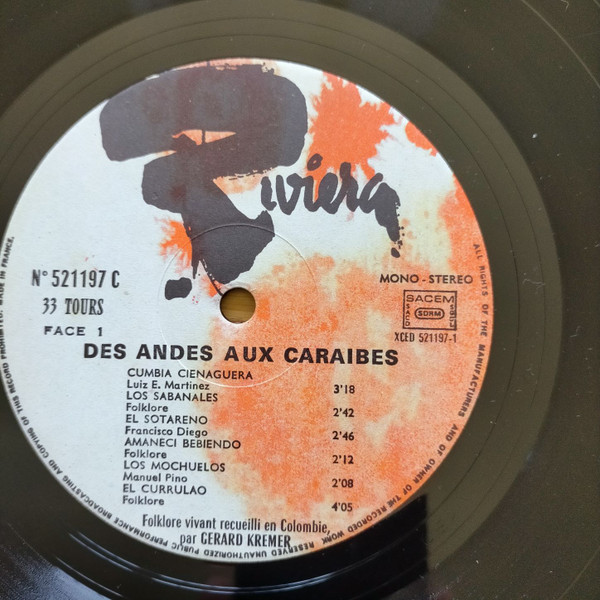 Riviera
N° 521197 C
33 TOURS
FACE 1
MONO - STEREO
SACEM
SACD
SDRM
SGDL
XCED 521197-1
DES ANDES AUX CARAIBES
CUMBIA CIENAGUERA
Luiz E. Martinez 3'18
LOS SABANALES
Folklore 2'42
EL SOTARENO
Francisco Diego 2'46
AMANECI BEBIENDO
Folklore 2'12
LOS MOCHUELOS
Manuel Pino 2'08
EL CURRULAO
Folklore 4'05
Folklore vivant recueilli en Colombie,
par GERARD KREMER
ALL RIGHTS OF THE MANUFACTURERS AND OF OWNER OF THE RECORDED WORK RESERVED UNAUTHORIZED PUBLIC PERFORMANCE BROADCASTING AND COPYING OF THIS RECORD PROHIBITED. MADE IN FRANCE.